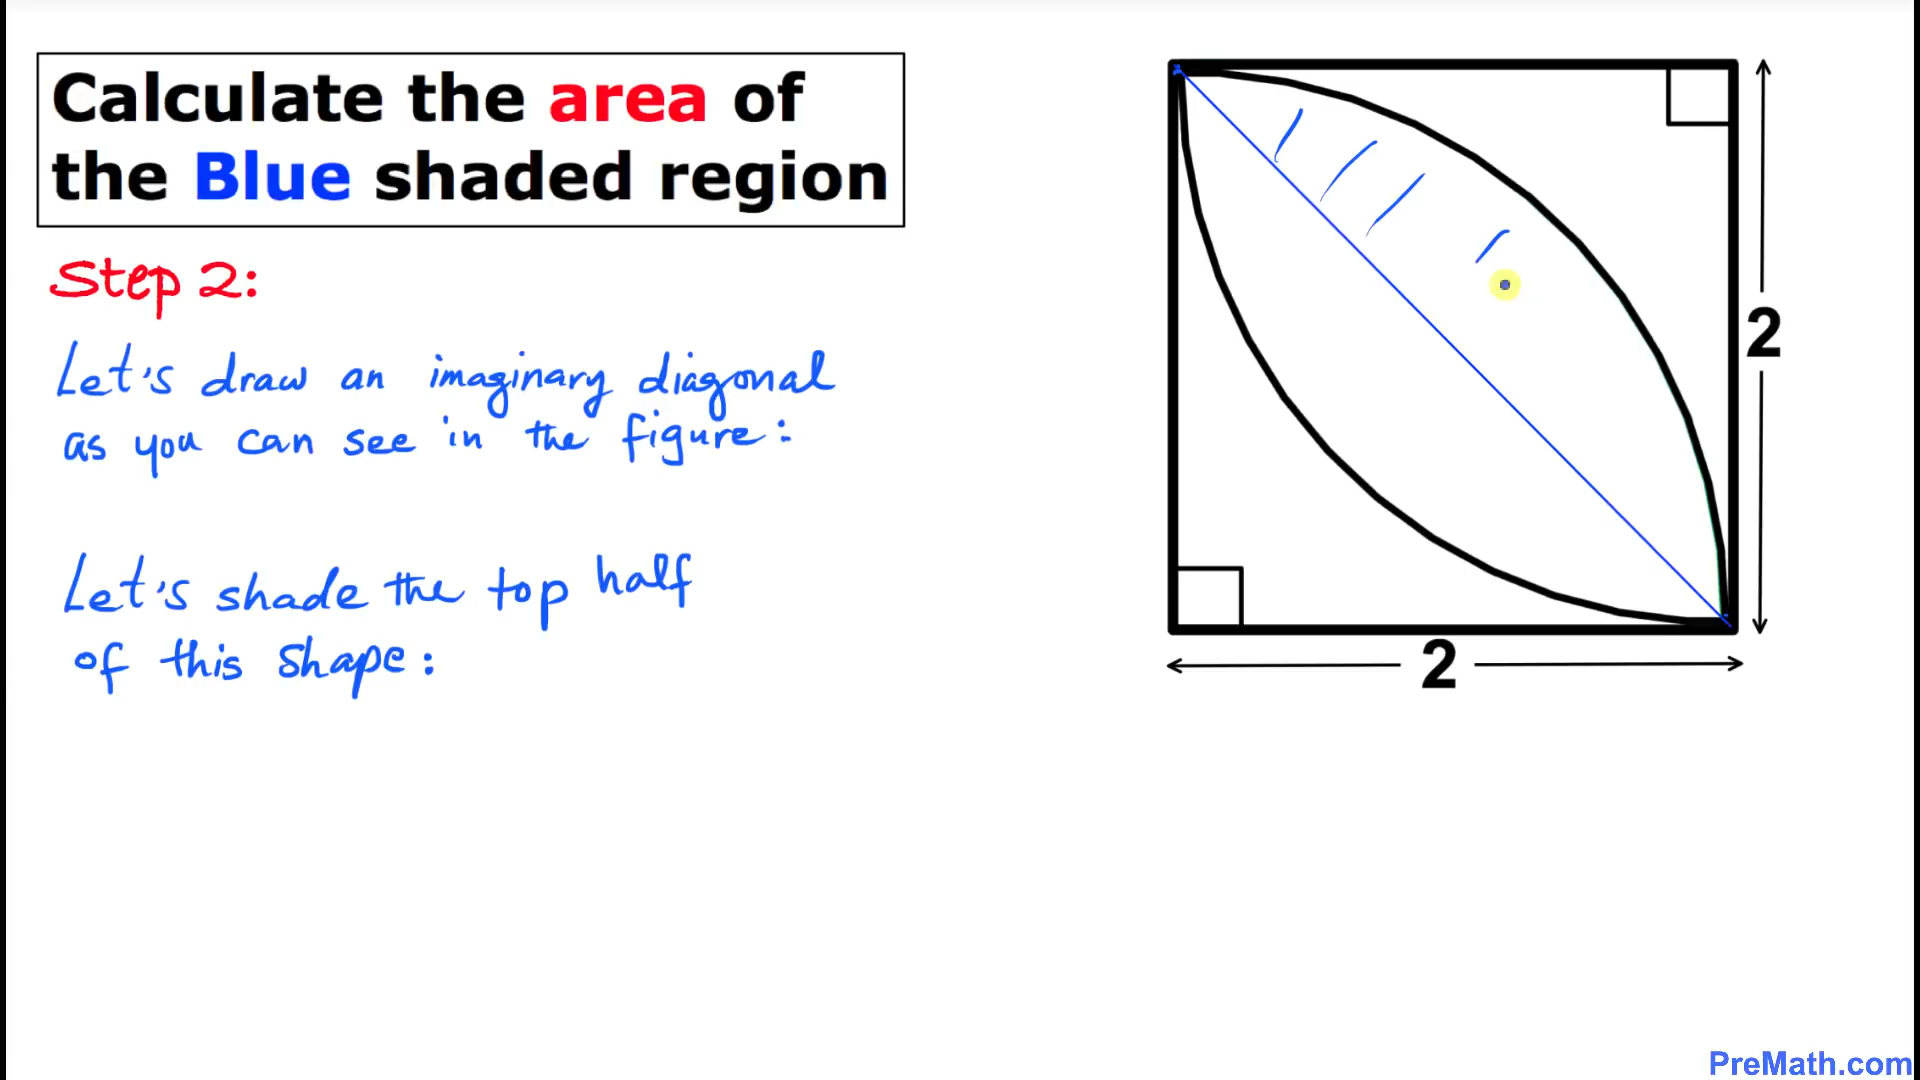 Calculate the area of
the Blue shaded region
Step 2:
Let's draw an imaginary diagonal
as you can see in the figure:
Let's shade the top half
of this shape:
2
2
PreMath.com